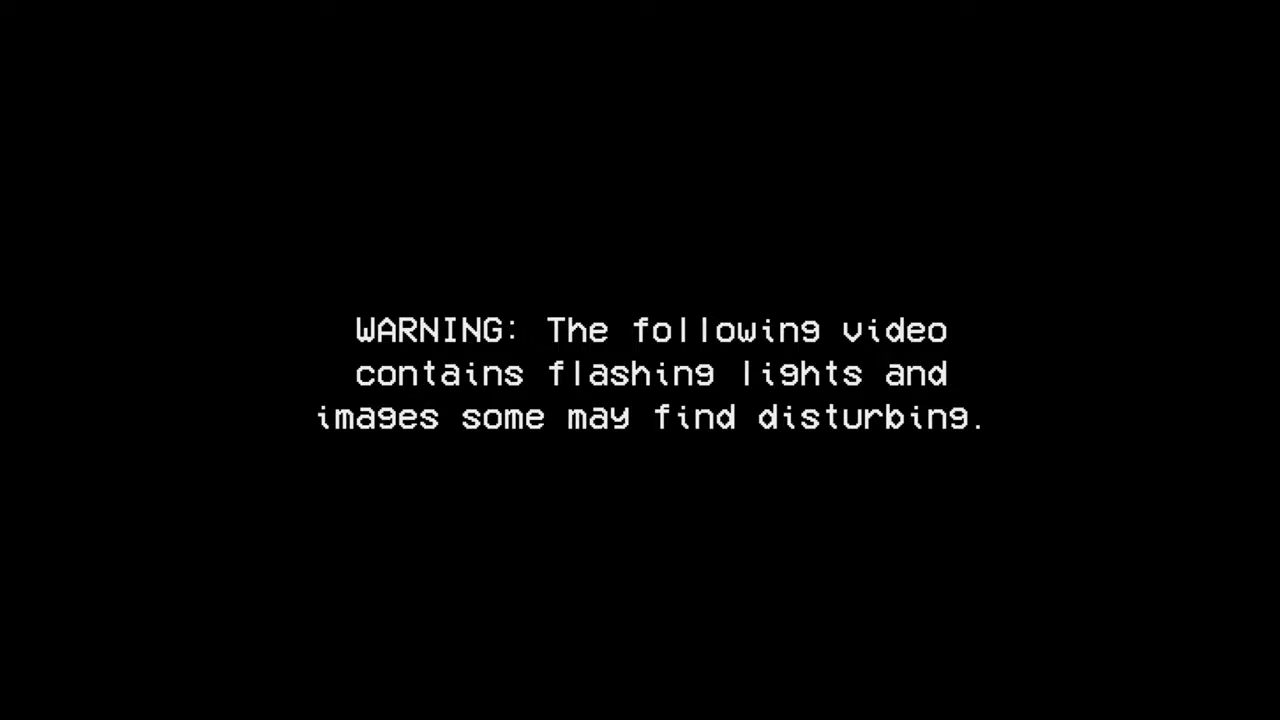 WARNING: The following video
contains flashing lights and
images some may find disturbing.